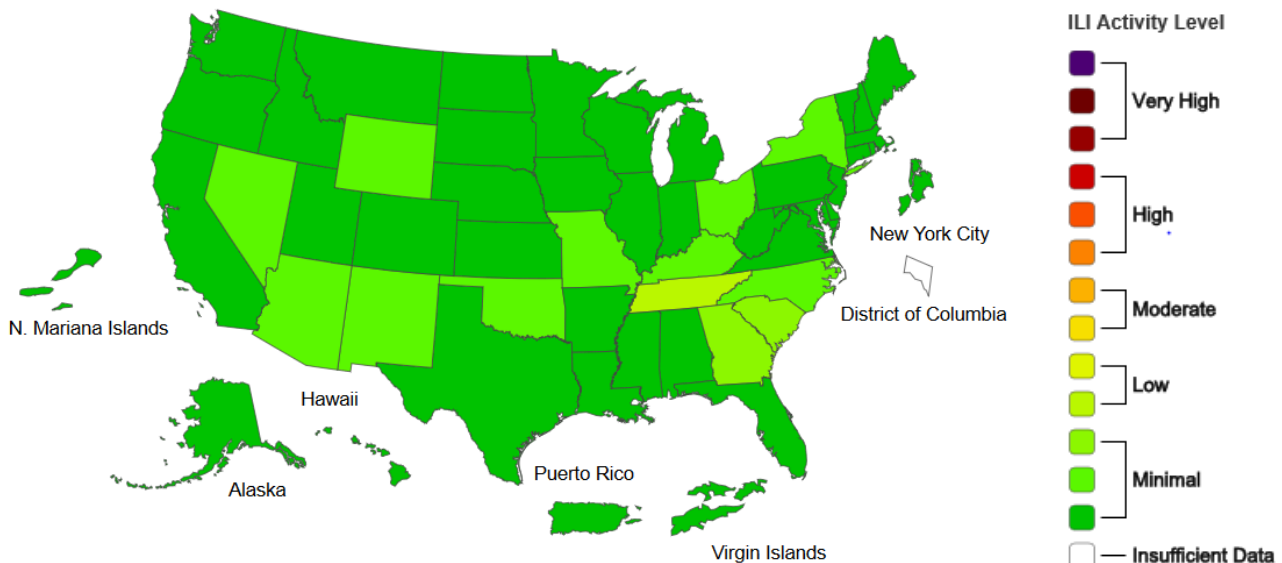 ILI Activity Level
Very High
High
Moderate
Low
Minimal
Insufficient Data
New York City
District of Columbia
N. Mariana Islands
Hawaii
Alaska
Puerto Rico
Virgin Islands